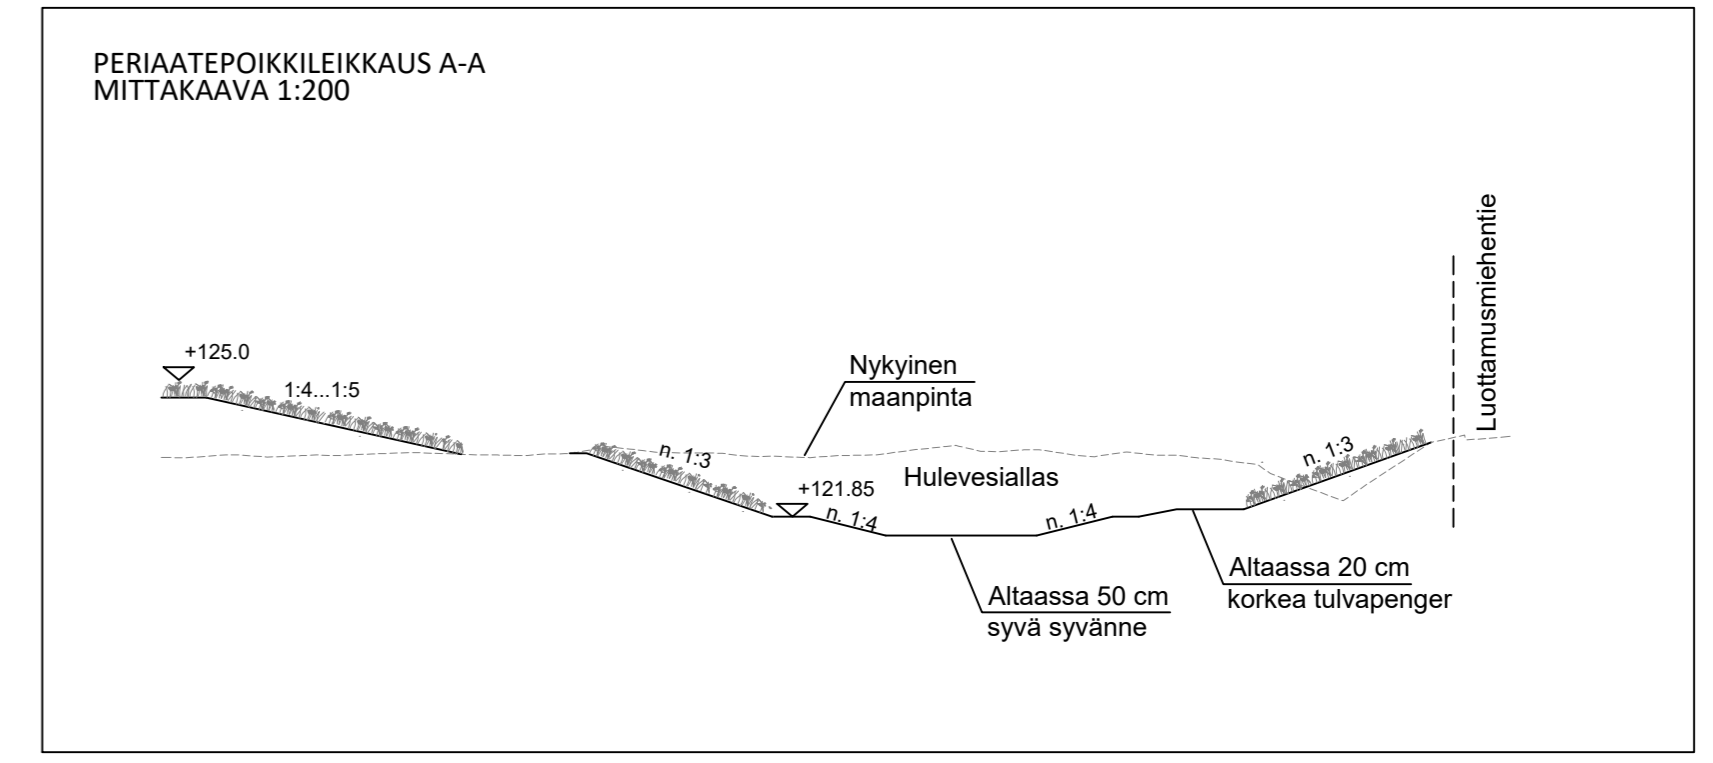 PERIAATEPOIKKILEIKKAUS A-A
MITTAKAAVA 1:200
+125.0
1:4...1:5
Nykyinen
maanpinta
n. 1:3
Hulevesiallas
+121.85
n. 1:4
n. 1:4
n. 1:3
Luottamusmiehentie
Altaassa 50 cm
syvä syvänne
Altaassa 20 cm
korkea tulvapenger